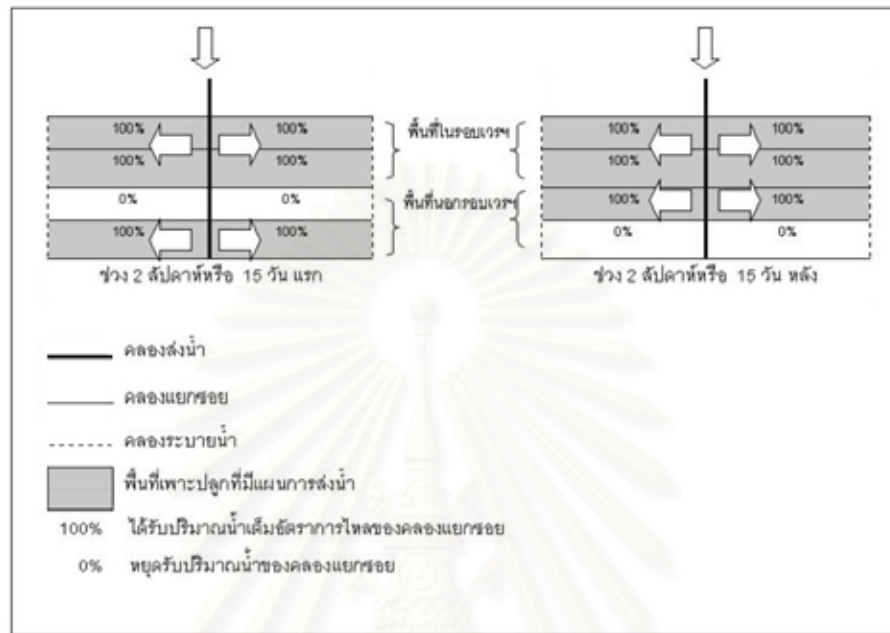 100% 100% 100% 100%
พื้นที่ในรอบเวรฯ
100% 100% 100% 100%
0% 0% พื้นที่นอกรอบเวรฯ 100% 100%
100% 100% 0% 0%
ช่วง 2 สัปดาห์หรือ 15 วัน แรก ช่วง 2 สัปดาห์หรือ 15 วัน หลัง
คลองส่งน้ำ
คลองแยกซอย
คลองระบายน้ำ
พื้นที่เพาะปลูกที่มีแผนการส่งน้ำ
100% ได้รับปริมาณน้ำเต็มอัตราการไหลของคลองแยกซอย
0% หยุดรับปริมาณน้ำของคลองแยกซอย